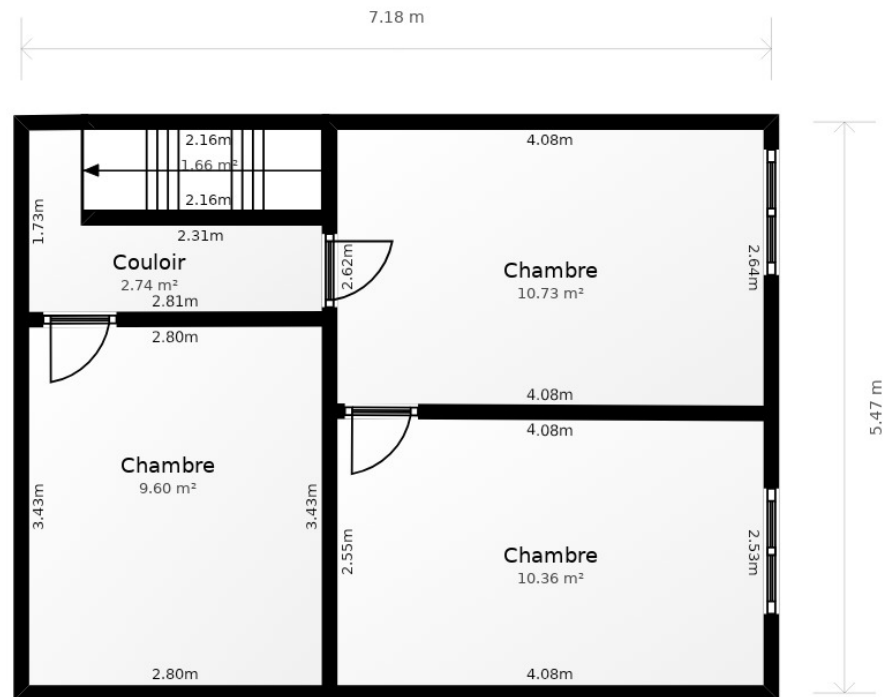 7.18 m
2.16m
1.66 m²
2.16m
4.08m
1.73m
2.31m
Couloir
2.74 m²
2.81m
2.62m
Chambre
10.73 m²
2.64m
5.47 m
2.80m
4.08m
4.08m
Chambre
9.60 m²
3.43m
3.43m
2.55m
Chambre
10.36 m²
2.53m
2.80m
4.08m